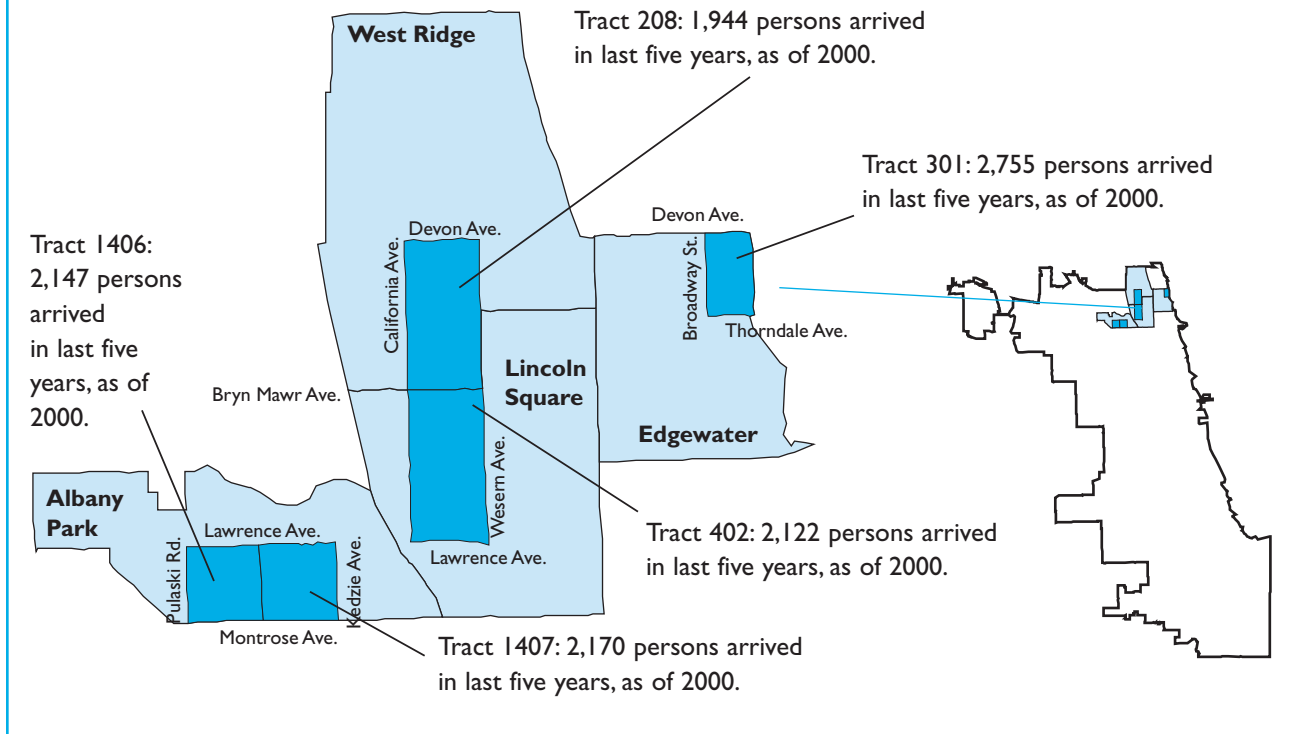 West Ridge
Tract 208: 1,944 persons arrived
in last five years, as of 2000.
Tract 301: 2,755 persons arrived
in last five years, as of 2000.
Devon Ave.
Broadway St.
Thorndale Ave.
Tract 1406:
2,147 persons
arrived
in last five
years, as of
2000.
Devon Ave.
California Ave.
Bryn Mawr Ave.
Lincoln
Square
Edgewater
Wesern Ave.
Lawrence Ave.
Albany
Park
Lawrence Ave.
Pulaski Rd.
Kedzie Ave.
Montrose Ave.
Tract 402: 2,122 persons arrived
in last five years, as of 2000.
Tract 1407: 2,170 persons arrived
in last five years, as of 2000.